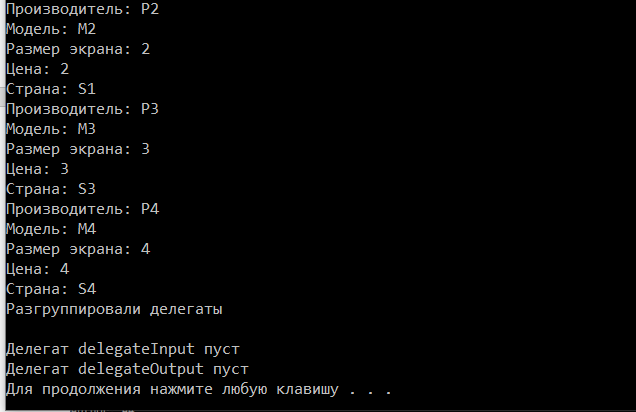 Производитель: P2
Модель: M2
Размер экрана: 2
Цена: 2
Страна: S1
Производитель: P3
Модель: M3
Размер экрана: 3
Цена: 3
Страна: S3
Производитель: P4
Модель: M4
Размер экрана: 4
Цена: 4
Страна: S4
Разгруппировали делегаты
Делегат delegateInput пуст
Делегат delegateOutput пуст
Для продолжения нажмите любую клавишу . . .